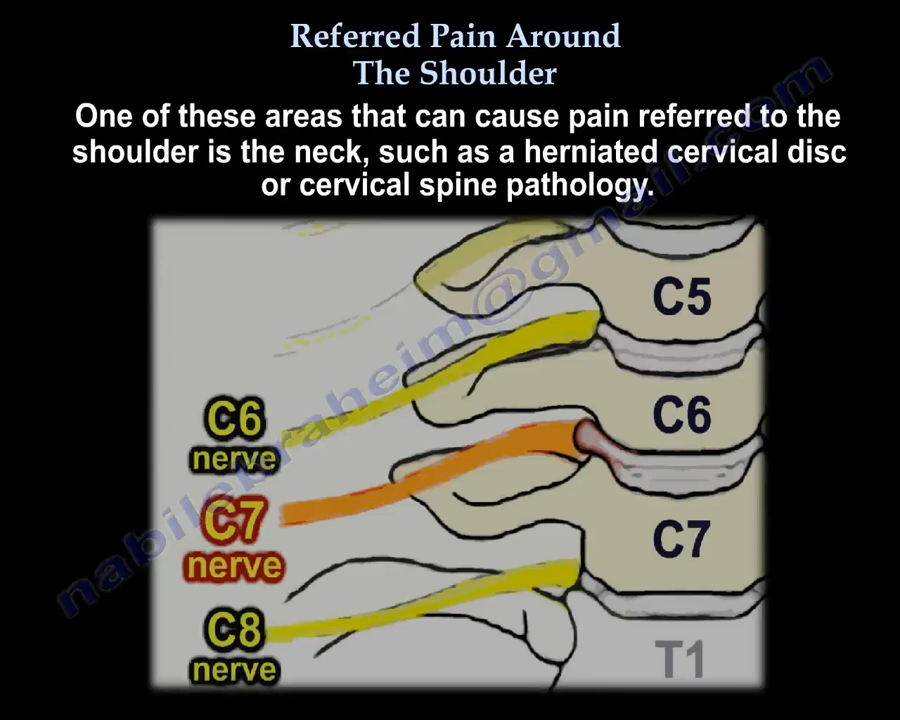 Referred Pain Around
The Shoulder
One of these areas that can cause pain referred to the
shoulder is the neck, such as a herniated cervical disc
or cervical spine pathology.
C5
C6
C6
nerve
C7
nerve
C7
C8
nerve
T1
nabilebraheim@gmail.com